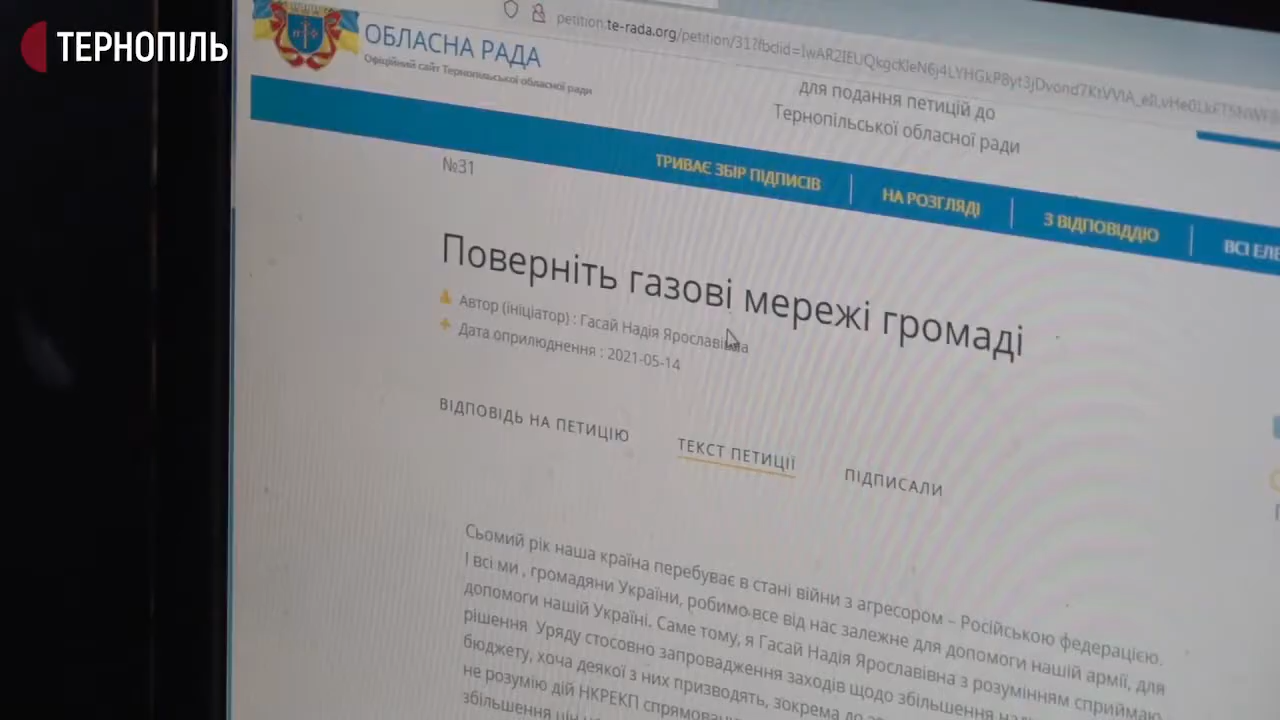 ТЕРНОПІЛЬ
petition.te-rada.org/petition/31?fbclid=
ОБЛАСНА РАДА
Офіційний сайт Тернопільської обласної ради
для подання петицій до
Тернопільської обласної ради
ТРИВАЄ ЗБІР ПІДПИСІВ
НА РОЗГЛЯДІ
З ВІДПОВІДДЮ
ВСІ ЕЛЕ
№31
Поверніть газові мережі громаді
Автор (ініціатор) : Гасай Надія Ярославівна
Дата оприлюднення : 2021-05-14
ВІДПОВІДЬ НА ПЕТИЦІЮ
ТЕКСТ ПЕТИЦІЇ
ПІДПИСАЛИ
Сьомий рік наша країна перебуває в стані війни з агресором – Російською федерацією.
І всі ми , громадяни України, робимо все від нас залежне для допомоги нашій армії, для
допомоги нашій Україні. Саме тому, я Гасай Надія Ярославівна з розумінням сприймаю
рішення Уряду стосовно запровадження заходів щодо збільшення
бюджету, хоча деякої з них призводять, зокрема до
не розумію дій НКРЕКП
збільшення цін